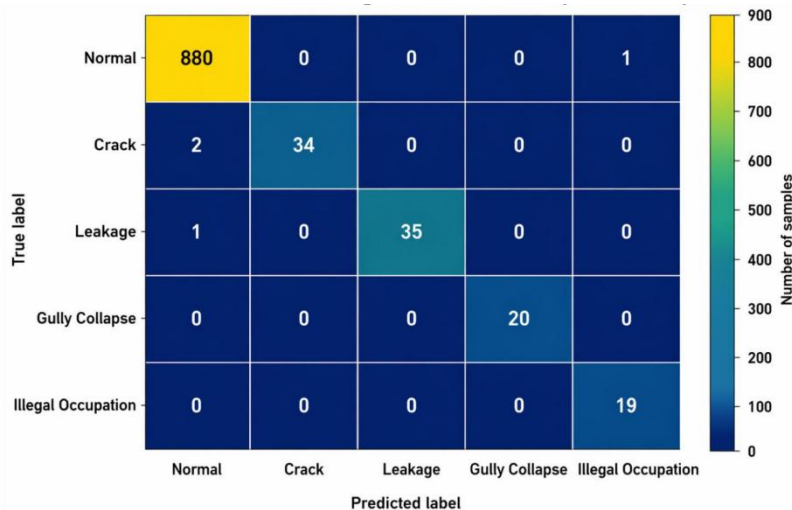 Normal 880 0 0 0 1
Crack 2 34 0 0 0
Leakage 1 0 35 0 0
Gully Collapse 0 0 0 20 0
Illegal Occupation 0 0 0 0 19
Normal Crack Leakage Gully Collapse Illegal Occupation
Predicted label
True label
900
800
700
600
500
400
300
200
100
0
Number of samples